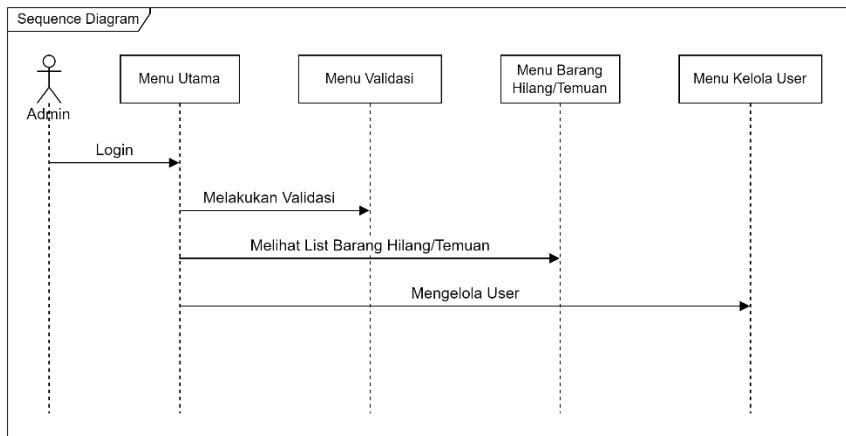 Sequence Diagram
Menu Utama
Menu Validasi
Menu Barang
Hilang/Temuan
Menu Kelola User
Admin
Login
Melakukan Validasi
Melihat List Barang Hilang/Temuan
Mengelola User